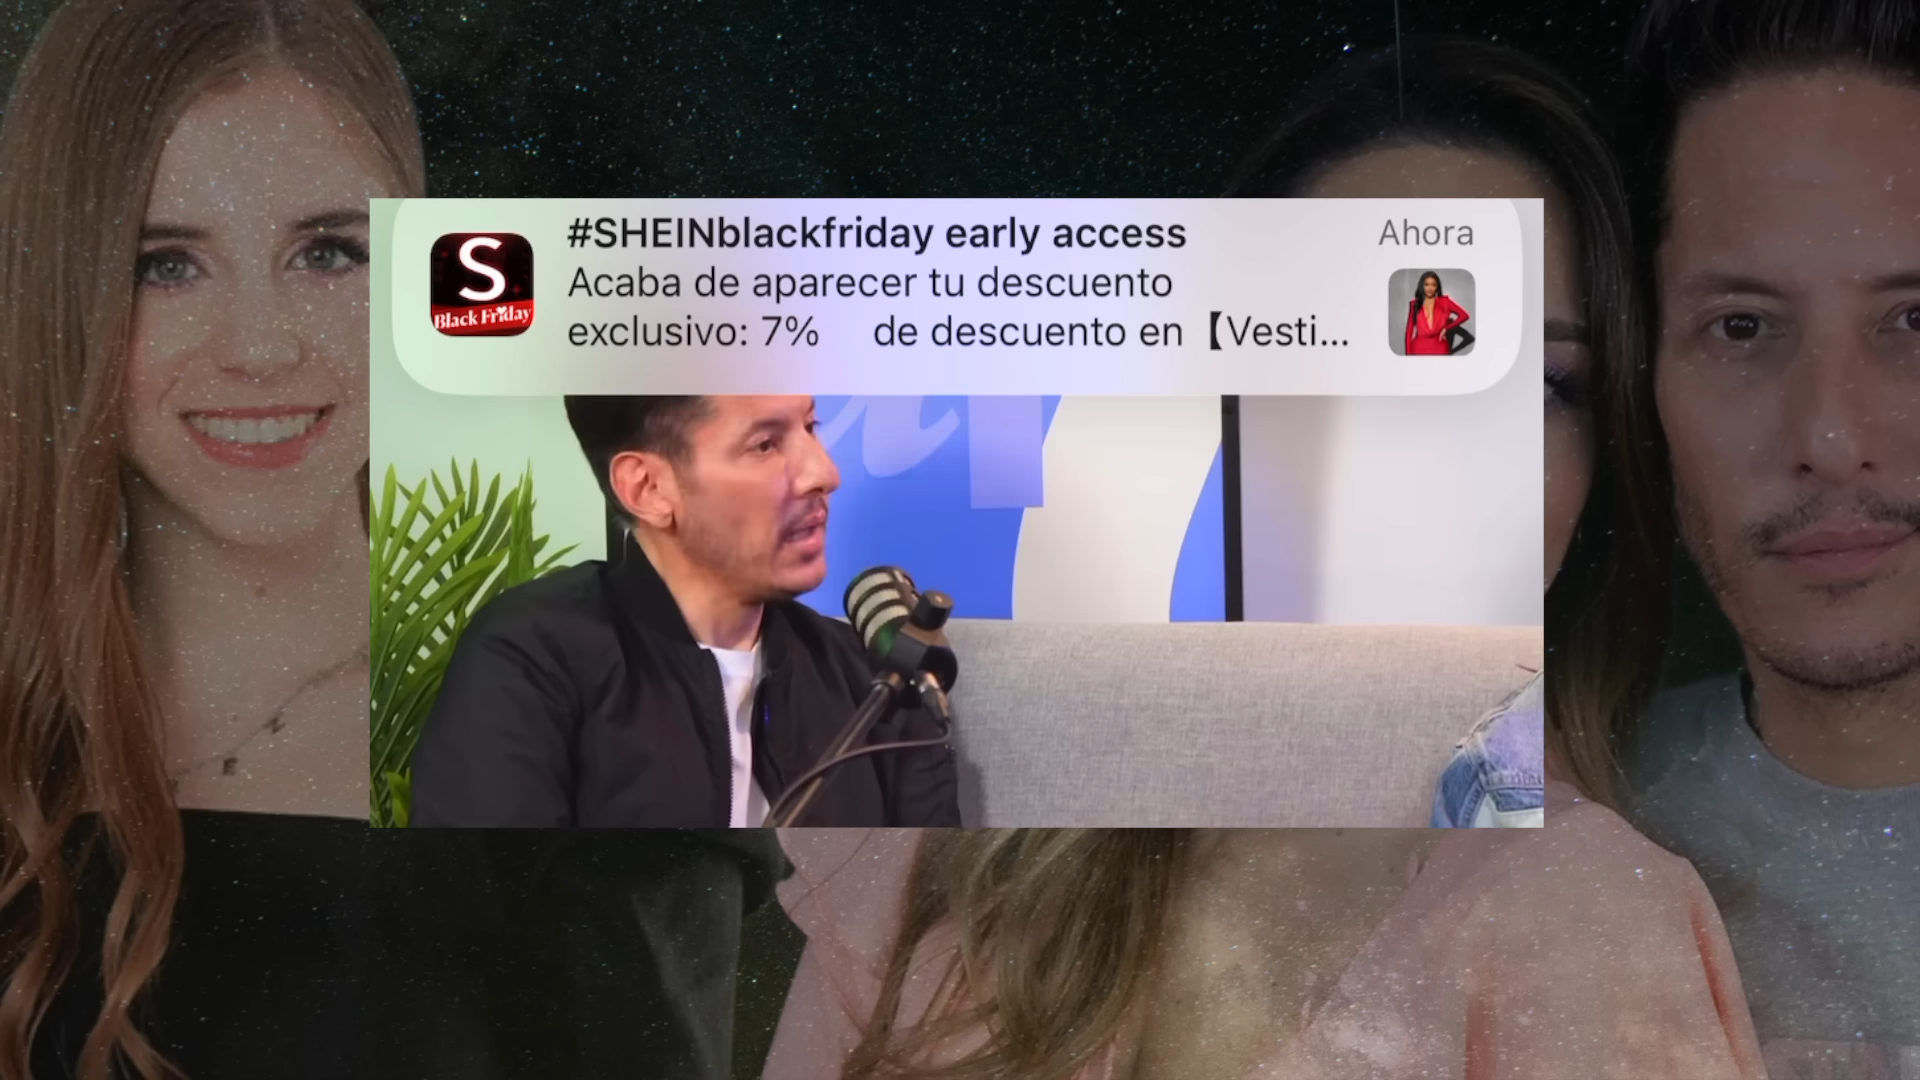 #SHEINblackfriday early access
Ahora
Acaba de aparecer tu descuento
exclusivo: 7% de descuento en【Vesti...
S
Black Friday